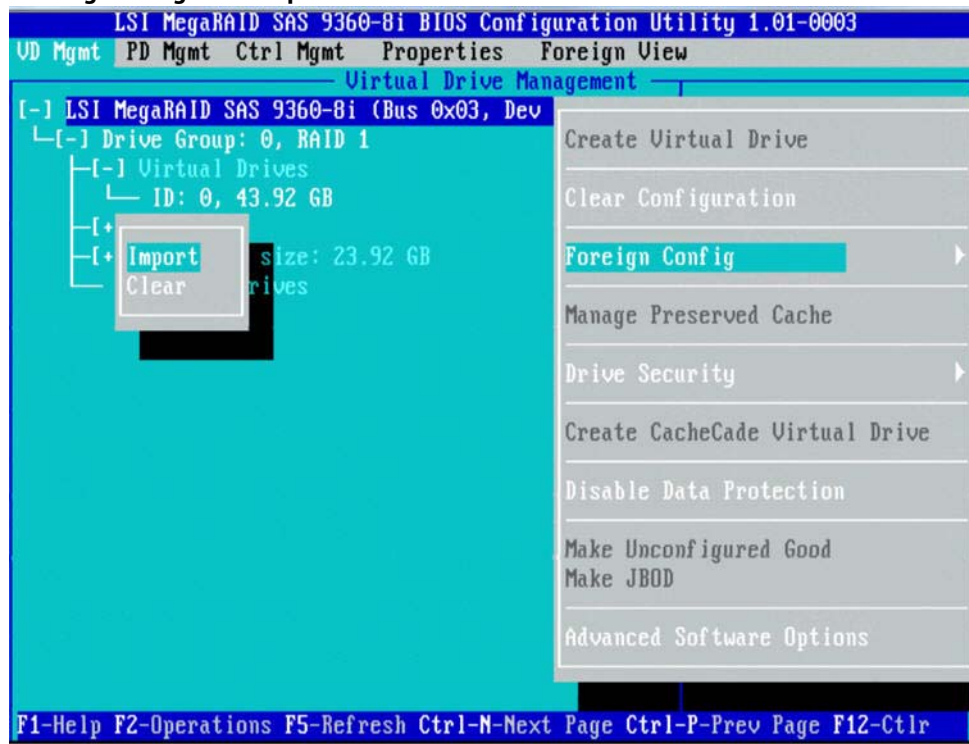 LSI MegaRAID SAS 9360-8i BIOS Configuration Utility 1.01-0003
VD Mgmt PD Mgmt Ctrl Mgmt Properties Foreign View
Virtual Drive Management
[-] LSI MegaRAID SAS 9360-8i (Bus 0x03, Dev
[-] Drive Group: 0, RAID 1
[-] Virtual Drives
ID: 0, 43.92 GB
[+
[+ size: 23.92 GB
rives
Import
Clear
Create Virtual Drive
Clear Configuration
Foreign Config
Manage Preserved Cache
Drive Security
Create CacheCade Virtual Drive
Disable Data Protection
Make Unconfigured Good
Make JBOD
Advanced Software Options
F1-Help F2-Operations F5-Refresh Ctrl-N-Next Page Ctrl-P-Prev Page F12-Ctlr